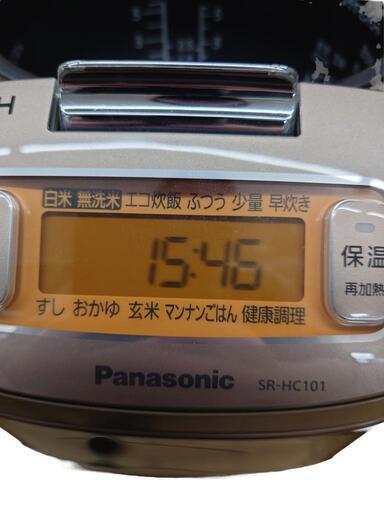 H
白米 無洗米 エコ炊飯 ふつう 少量 早炊き
15:46
すし おかゆ 玄米 マンナンごはん 健康調理
保温
再加熱
Panasonic SR-HC101